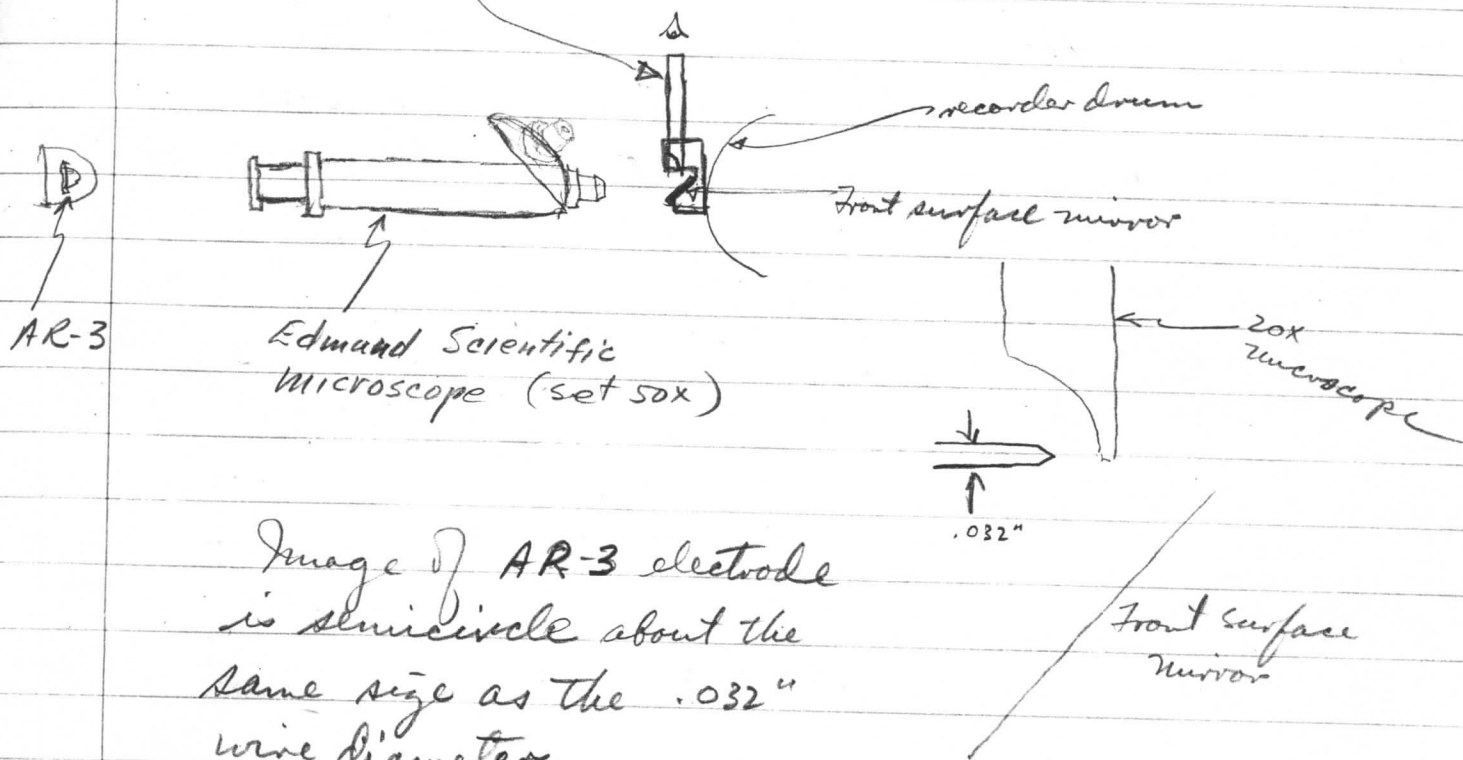 recorder drum
Front surface mirror
AR-3
Edmund Scientific
microscope (set 50x)
20x
microscope
.032"
Image of AR-3 electrode
is semicircle about the
same size as the .032"
wire diameter
Front Surface
mirror